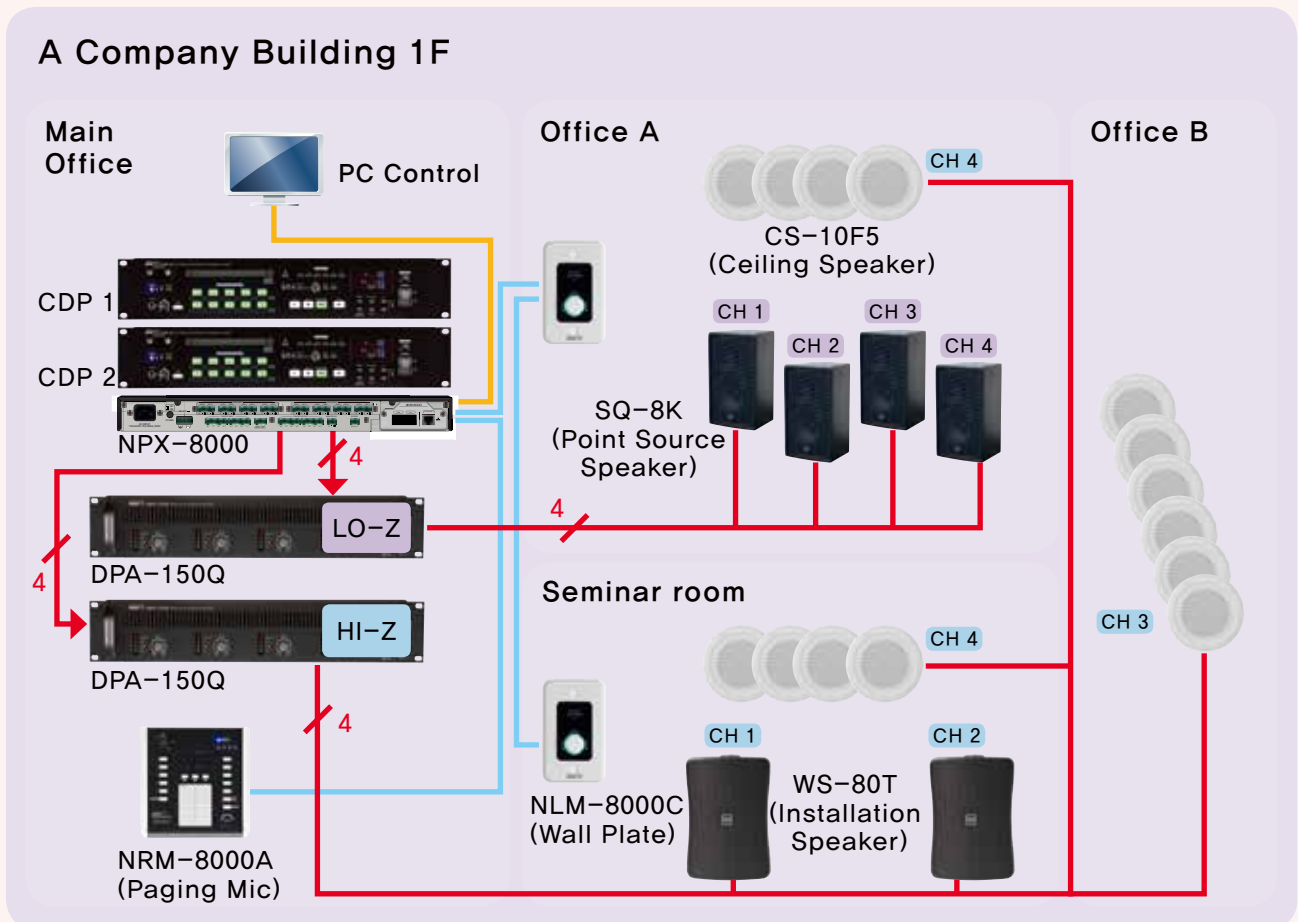 A Company Building 1F
Main
Office
PC Control
CDP 1
CDP 2
NPX-8000
4
4
LO-Z
DPA-150Q
HI-Z
DPA-150Q
4
NRM-8000A
(Paging Mic)
Office A
CH 4
CS-10F5
(Ceiling Speaker)
CH 1
CH 2
CH 3
CH 4
SQ-8K
(Point Source
Speaker)
4
Seminar room
CH 4
CH 1
CH 2
NLM-8000C
(Wall Plate)
WS-80T
(Installation
Speaker)
Office B
CH 3